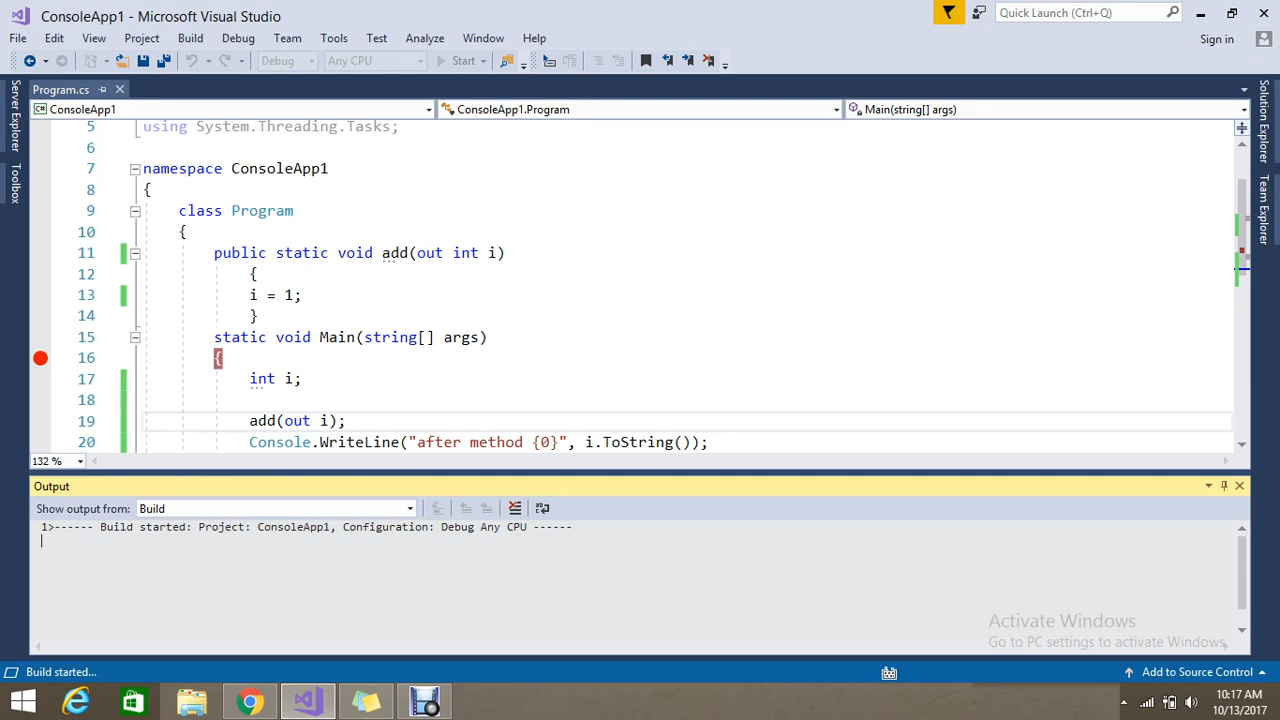 ConsoleApp1 - Microsoft Visual Studio
Quick Launch (Ctrl+Q)
File Edit View Project Build Debug Team Tools Test Analyze Window Help
Sign in
Debug Any CPU Start
Program.cs
ConsoleApp1 ConsoleApp1.Program Main(string[] args)
Server Explorer
Toolbox
Solution Explorer
Team Explorer
5 using System.Threading.Tasks;
6
7 namespace ConsoleApp1
8 {
9 class Program
10 {
11 public static void add(out int i)
12 {
13 i = 1;
14 }
15 static void Main(string[] args)
16 {
17 int i;
18
19 add(out i);
20 Console.WriteLine("after method {0}", i.ToString());
132 %
Output
Show output from: Build
1>------ Build started: Project: ConsoleApp1, Configuration: Debug Any CPU ------
Activate Windows
Go to PC settings to activate Windows.
Build started... Add to Source Control
10:17 AM
10/13/2017